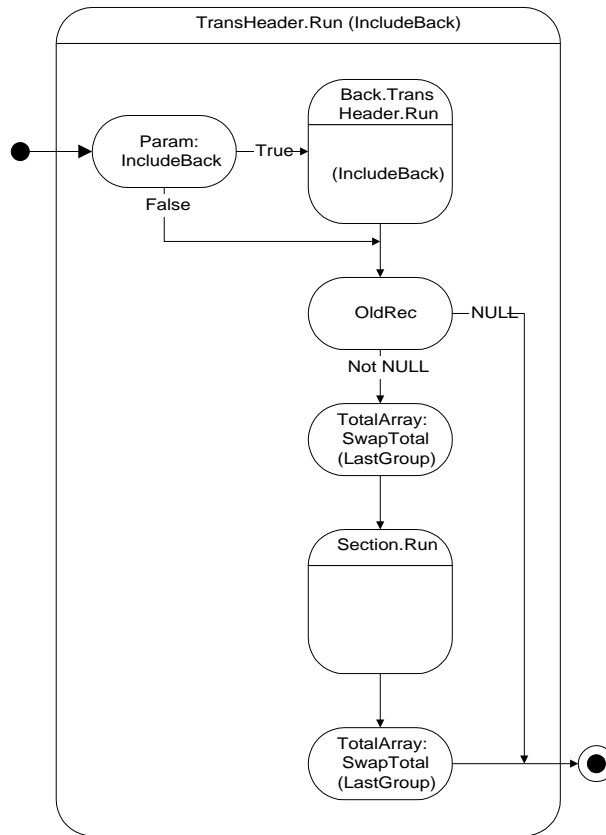 TransHeader.Run (IncludeBack)
Back.Trans
Header.Run
Param:
IncludeBack
True
(IncludeBack)
False
OldRec
NULL
Not NULL
TotalArray:
SwapTotal
(LastGroup)
Section.Run
TotalArray:
SwapTotal
(LastGroup)